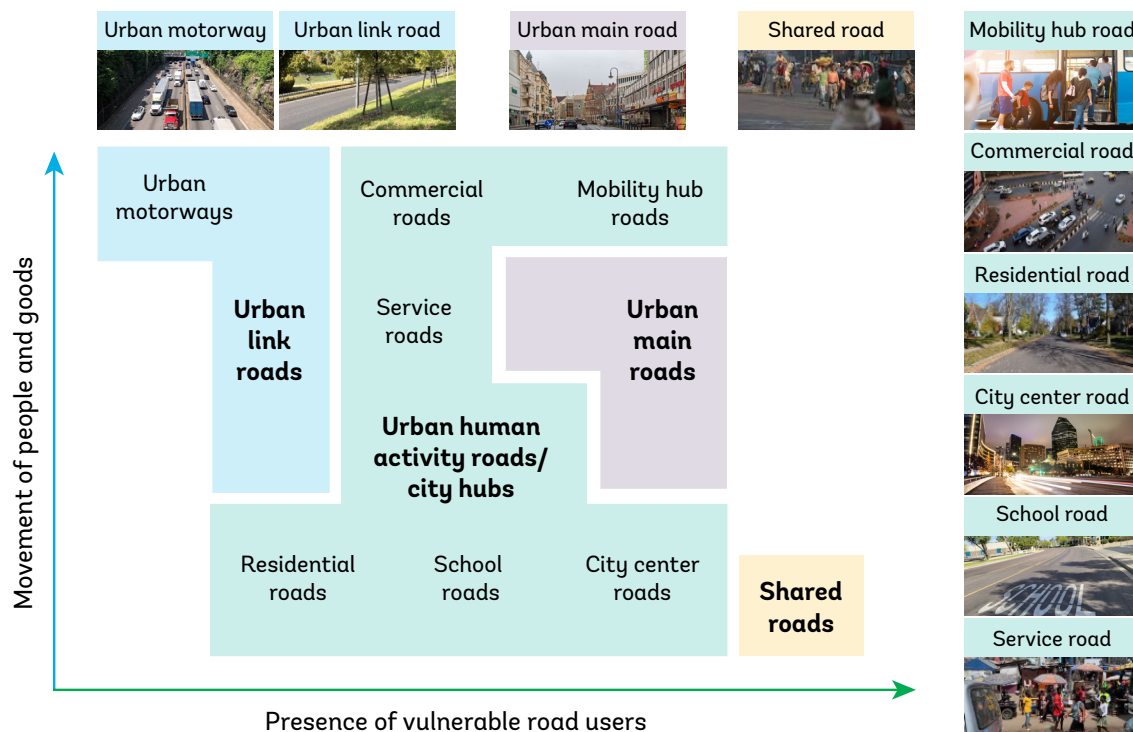 Urban motorway
Urban link road
Urban main road
Shared road
Mobility hub road
Commercial road
Residential road
City center road
School road
SCHOOL
Service road
Movement of people and goods
Urban
motorways
Commercial
roads
Mobility hub
roads
Urban
link
roads
Service
roads
Urban
main
roads
Urban human
activity roads/
city hubs
Residential
roads
School
roads
City center
roads
Shared
roads
Presence of vulnerable road users